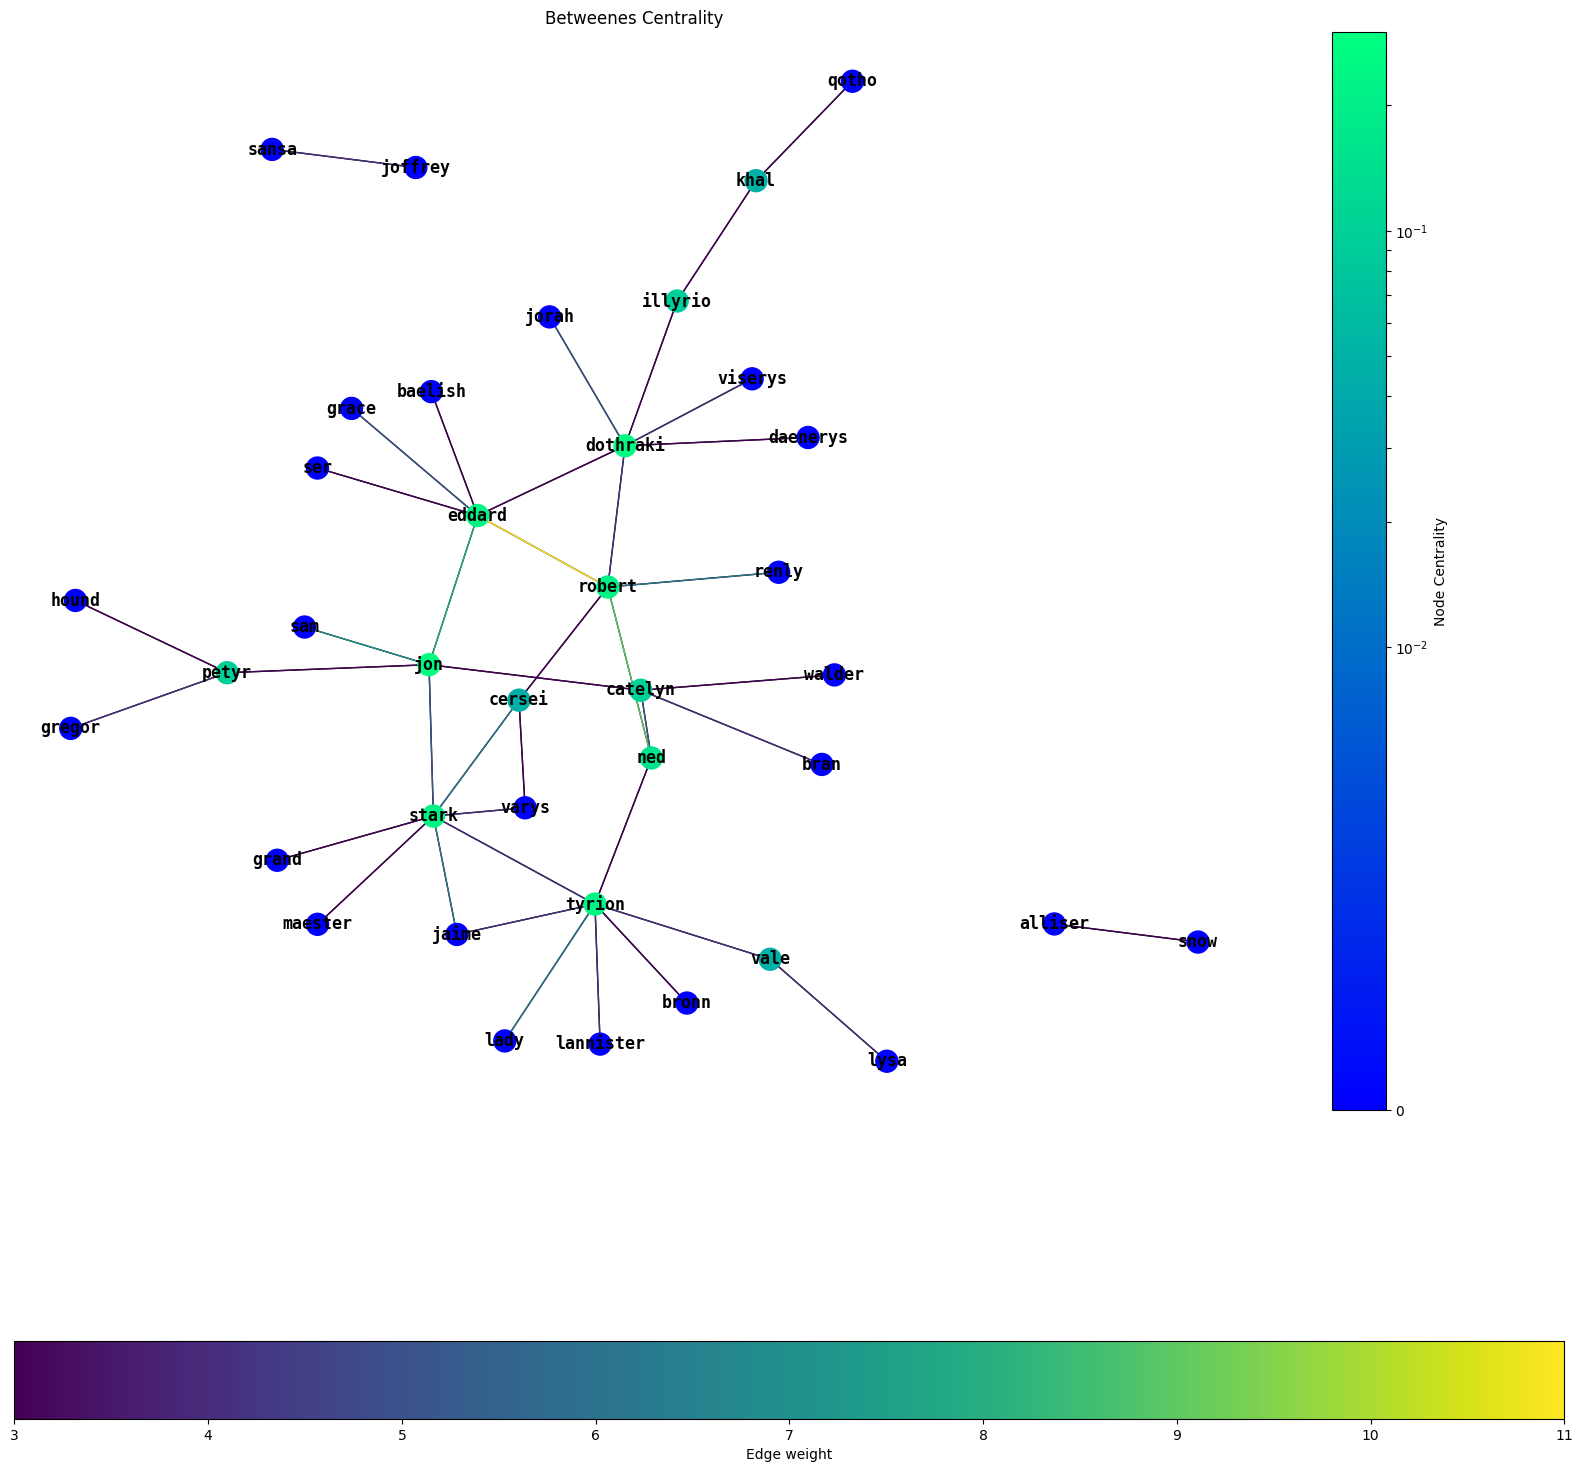 Betweenes Centrality
qotho
sansa
joffrey
khal
illyrio
jorah
viserys
baelish
grace
daenerys
dothraki
ser
eddard
renly
robert
hound
sam
jon
petyr
walder
catelyn
cersei
gregor
ned
bran
varys
stark
grand
tyrion
maester
jaime
alliser
snow
vale
bronn
lady
lannister
lysa
10⁻¹
10⁻²
0
Node Centrality
3 4 5 6 7 8 9 10 11
Edge weight